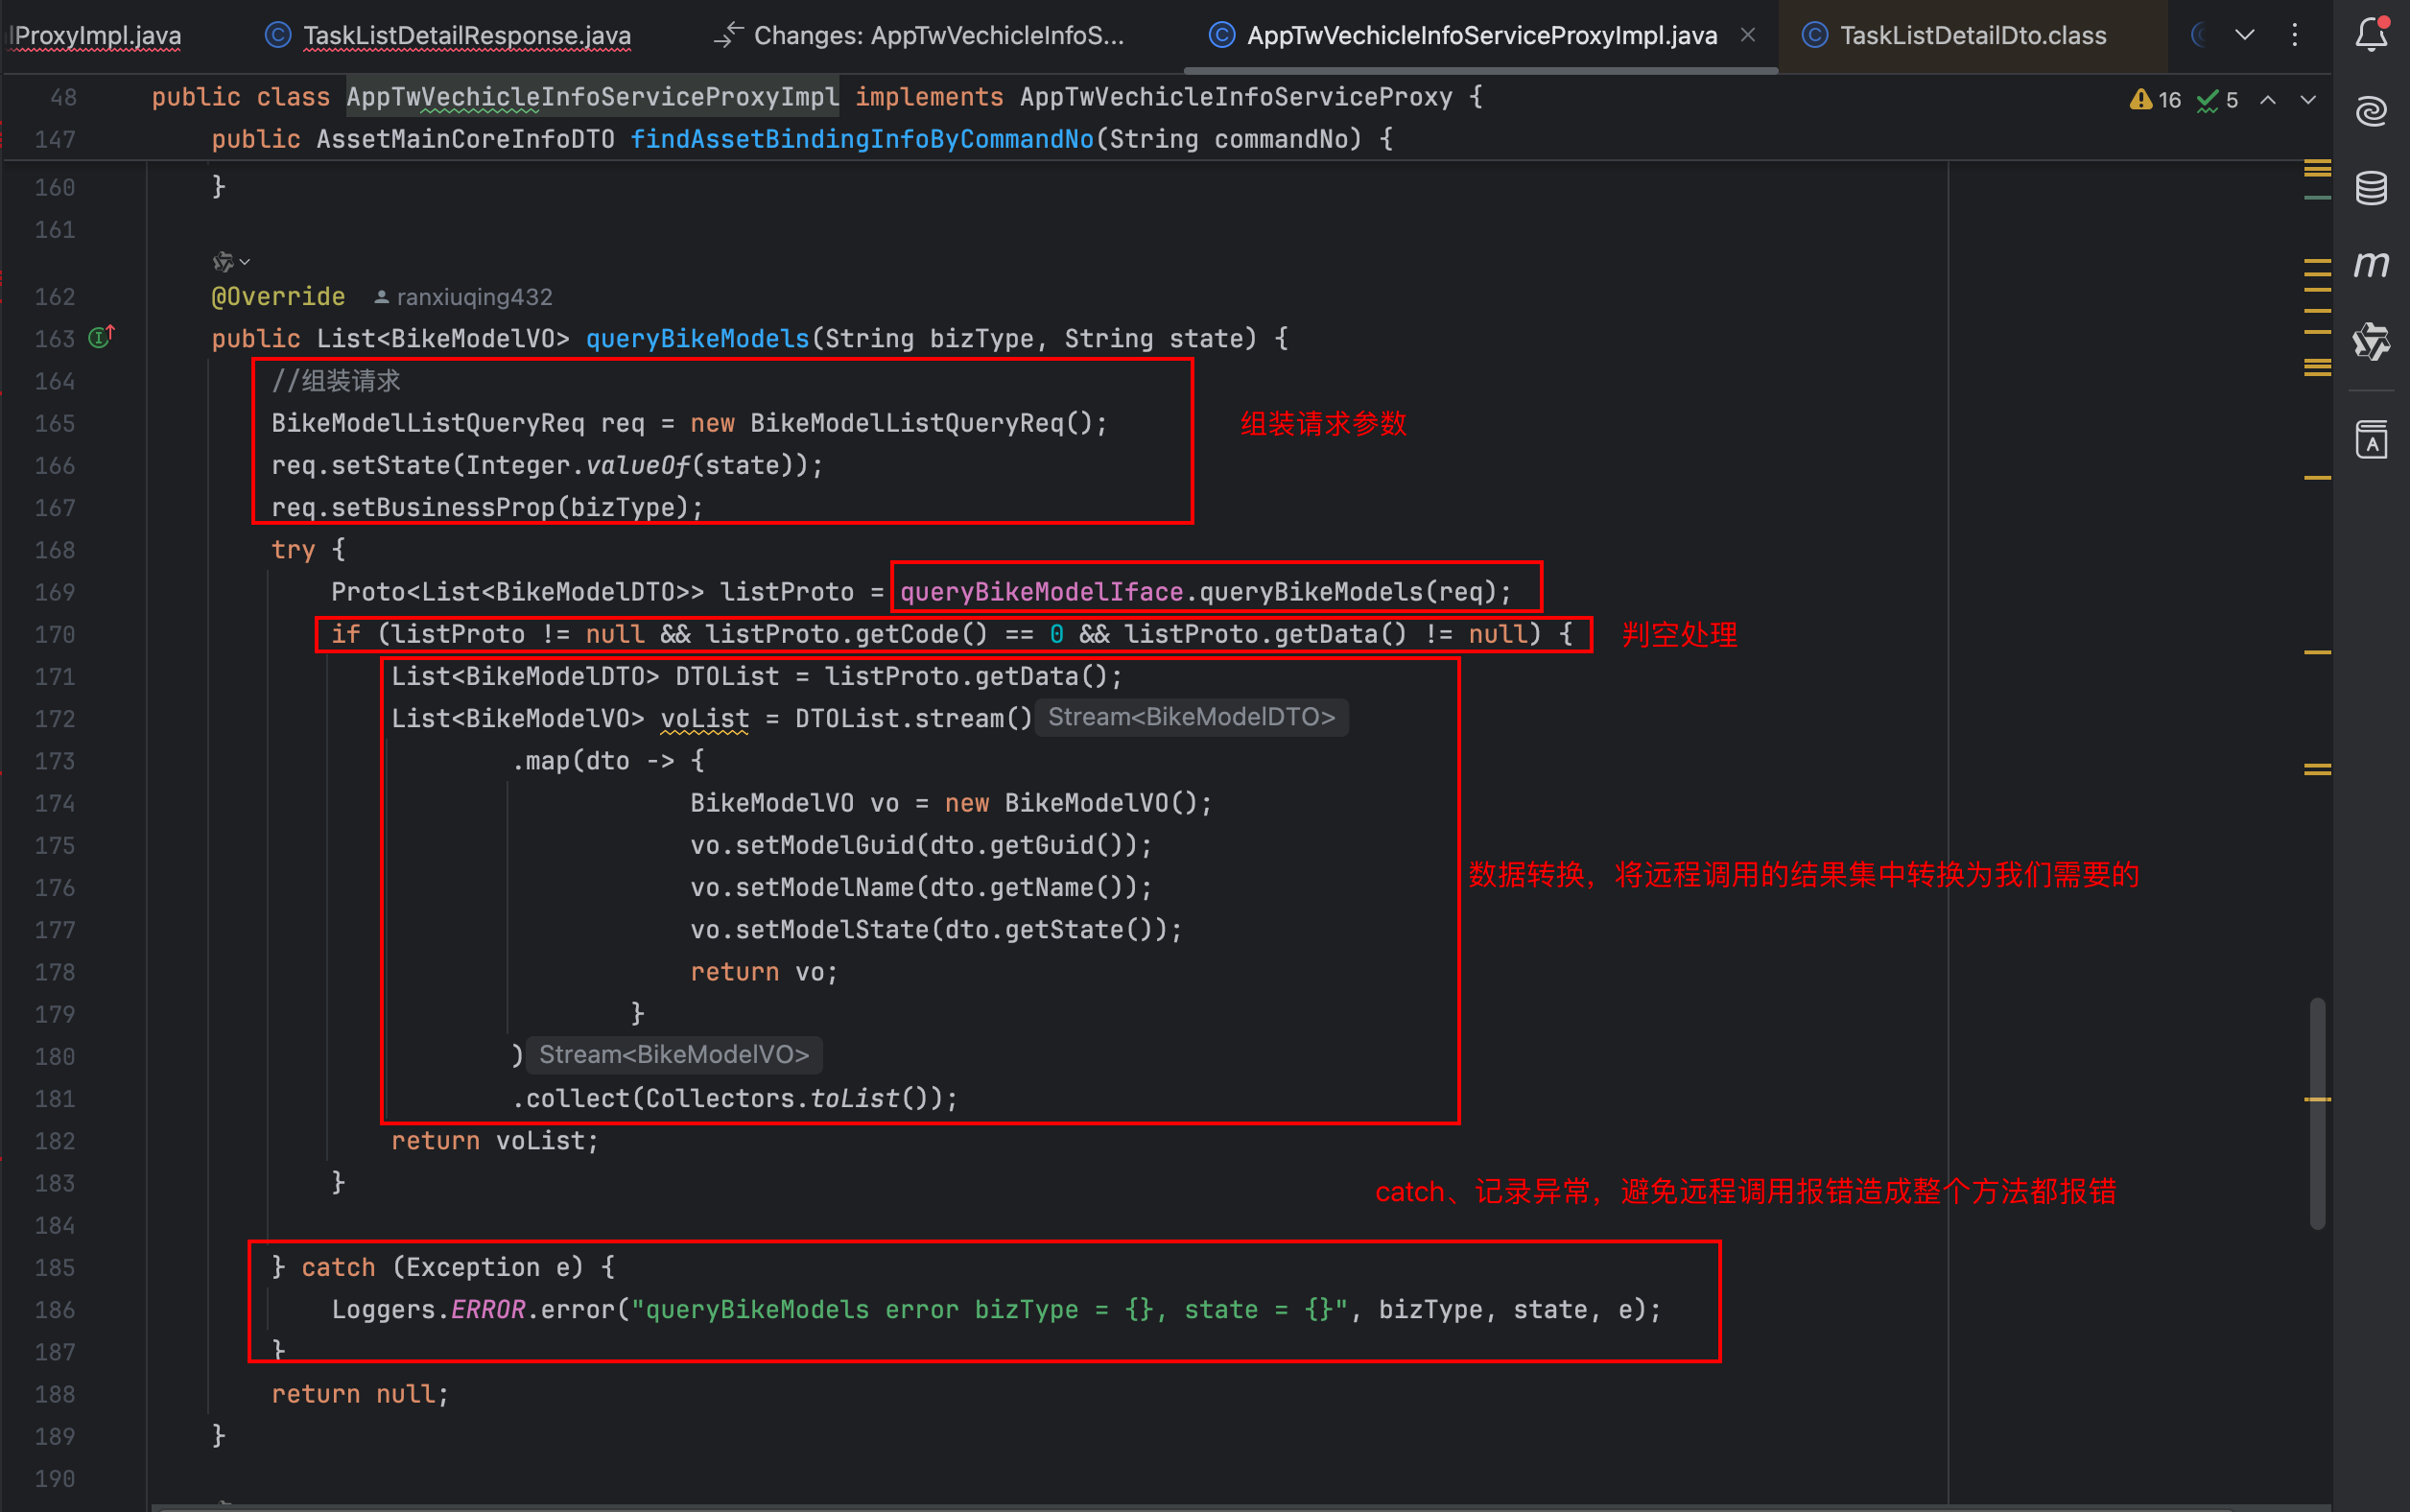 lProxyImpl.java
TaskListDetailResponse.java
Changes: AppTwVechicleInfoS...
AppTwVechicleInfoServiceProxyImpl.java
TaskListDetailDto.class
48 public class AppTwVechicleInfoServiceProxyImpl implements AppTwVechicleInfoServiceProxy {
16 5
147 public AssetMainCoreInfoDTO findAssetBindingInfoByCommandNo(String commandNo) {
160 }
161
162 @Override ranxiuqing432
163 public List<BikeModelVO> queryBikeModels(String bizType, String state) {
164 //组装请求
165 BikeModelListQueryReq req = new BikeModelListQueryReq();
组装请求参数
166 req.setState(Integer.valueOf(state));
167 req.setBusinessProp(bizType);
168 try {
169 Proto<List<BikeModelDTO>> listProto = queryBikeModelIface.queryBikeModels(req);
170 if (listProto != null && listProto.getCode() == 0 && listProto.getData() != null) {
判空处理
171 List<BikeModelDTO> DTOList = listProto.getData();
172 List<BikeModelVO> voList = DTOList.stream() Stream<BikeModelDTO>
173 .map(dto -> {
174 BikeModelVO vo = new BikeModelVO();
175 vo.setModelGuid(dto.getGuid());
176 vo.setModelName(dto.getName());
数据转换，将远程调用的结果集中转换为我们需要的
177 vo.setModelState(dto.getState());
178 return vo;
179 }
180 ) Stream<BikeModelVO>
181 .collect(Collectors.toList());
182 return voList;
183 }
catch、记录异常，避免远程调用报错造成整个方法都报错
184
185 } catch (Exception e) {
186 Loggers.ERROR.error("queryBikeModels error bizType = {}, state = {}", bizType, state, e);
187 }
188 return null;
189 }
190